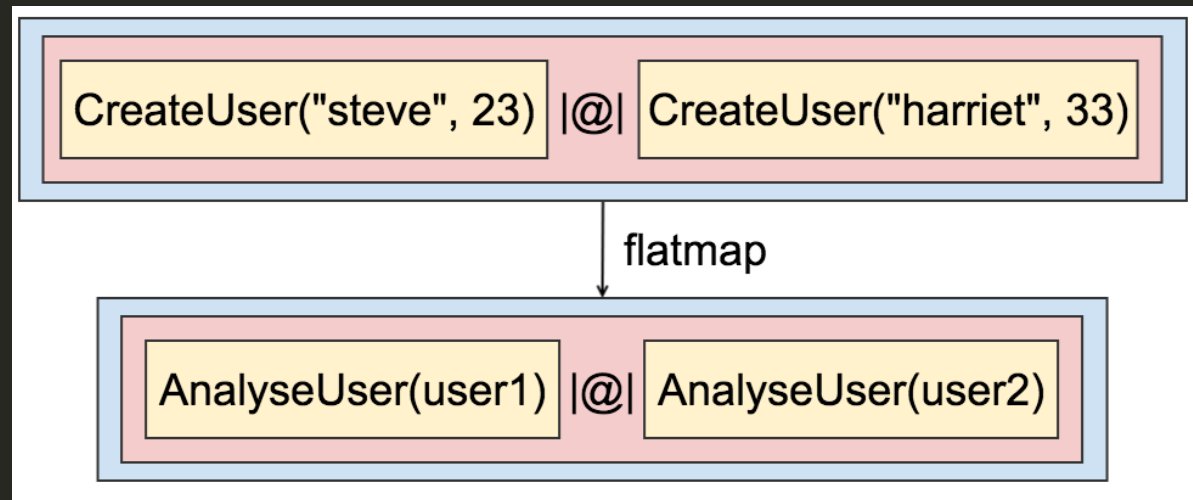 CreateUser("steve", 23) |@| CreateUser("harriet", 33)
flatmap
AnalyseUser(user1) |@| AnalyseUser(user2)